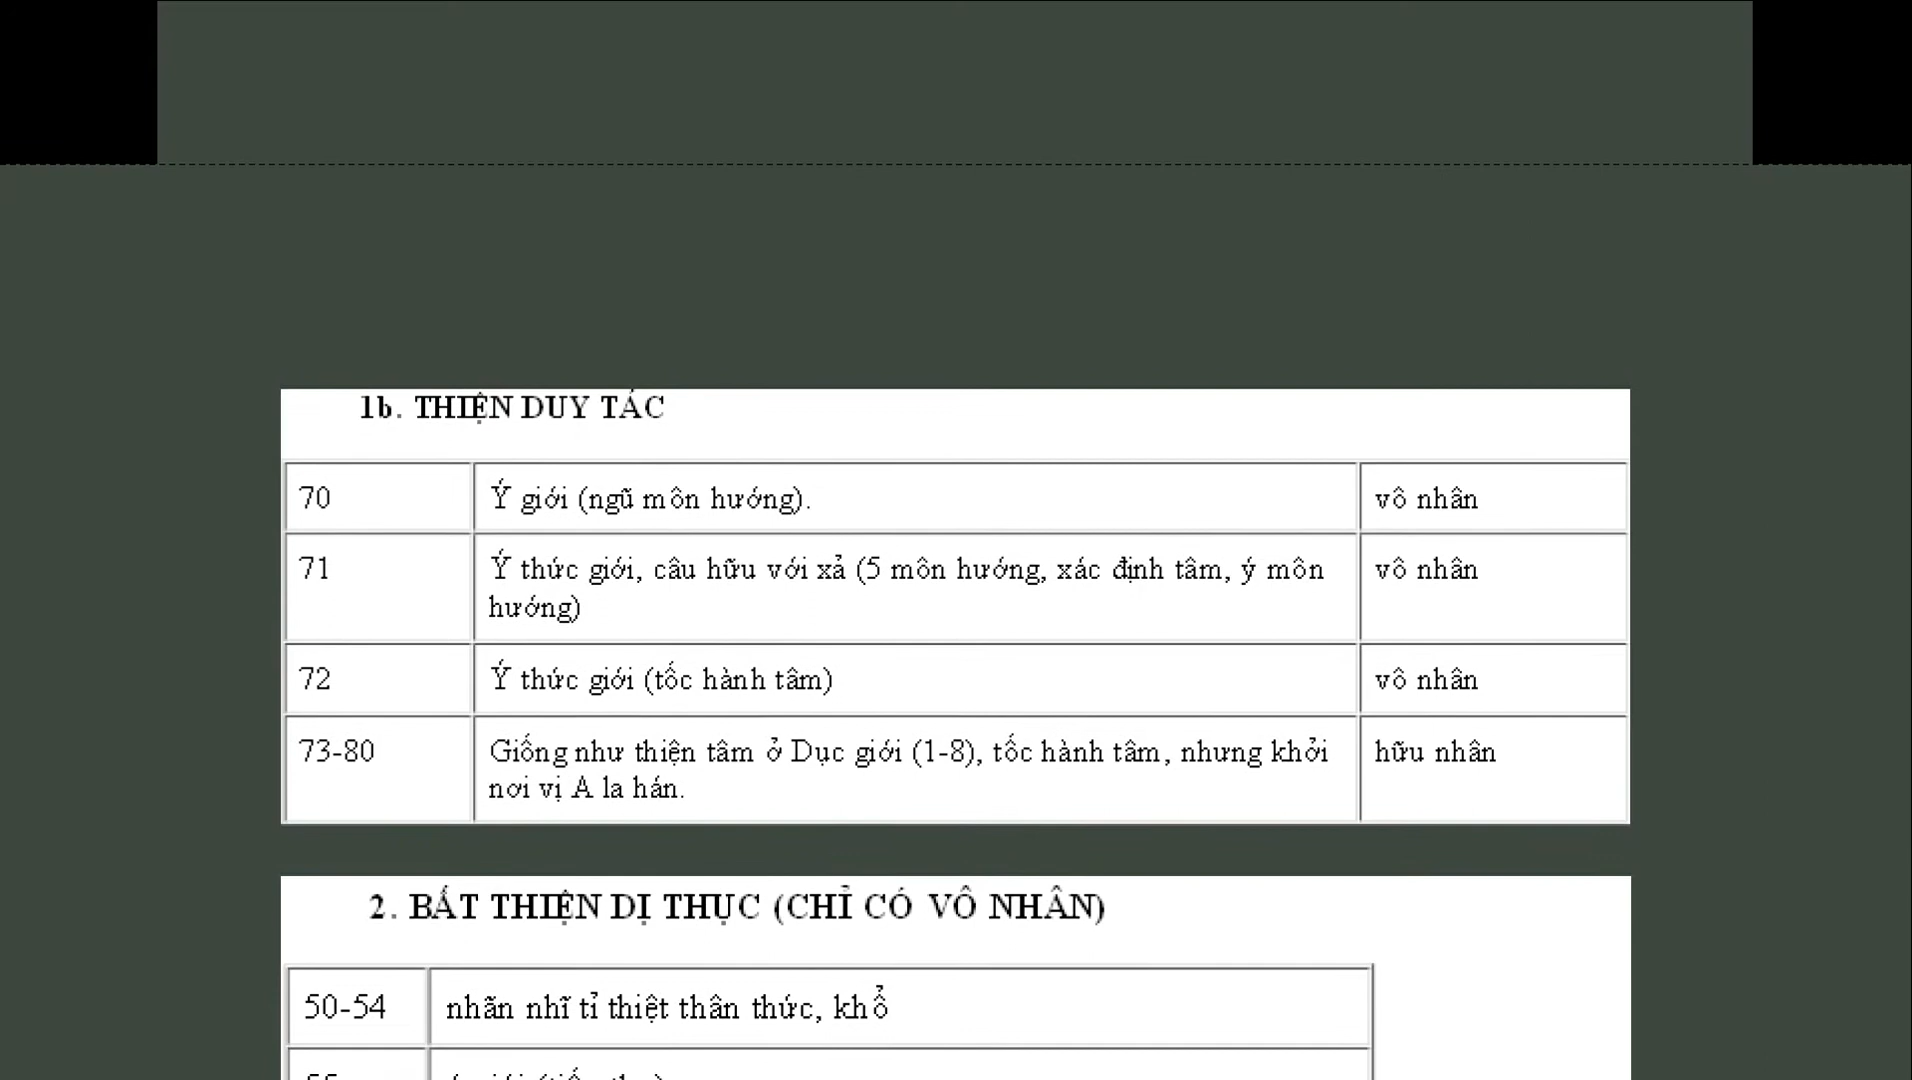 1b. THIỆN DUY TÁC
70 Ý giới (ngũ môn hướng). vô nhân
71 Ý thức giới, câu hữu với xả (5 môn hướng, xác định tâm, ý môn vô nhân
hướng)
72 Ý thức giới (tốc hành tâm) vô nhân
73-80 Giống như thiện tâm ở Dục giới (1-8), tốc hành tâm, nhưng khởi hữu nhân
nơi vị A la hán.
2. BẤT THIỆN DỊ THỤC (CHỈ CÓ VÔ NHÂN)
50-54 nhãn nhĩ tỉ thiệt thân thức, khổ